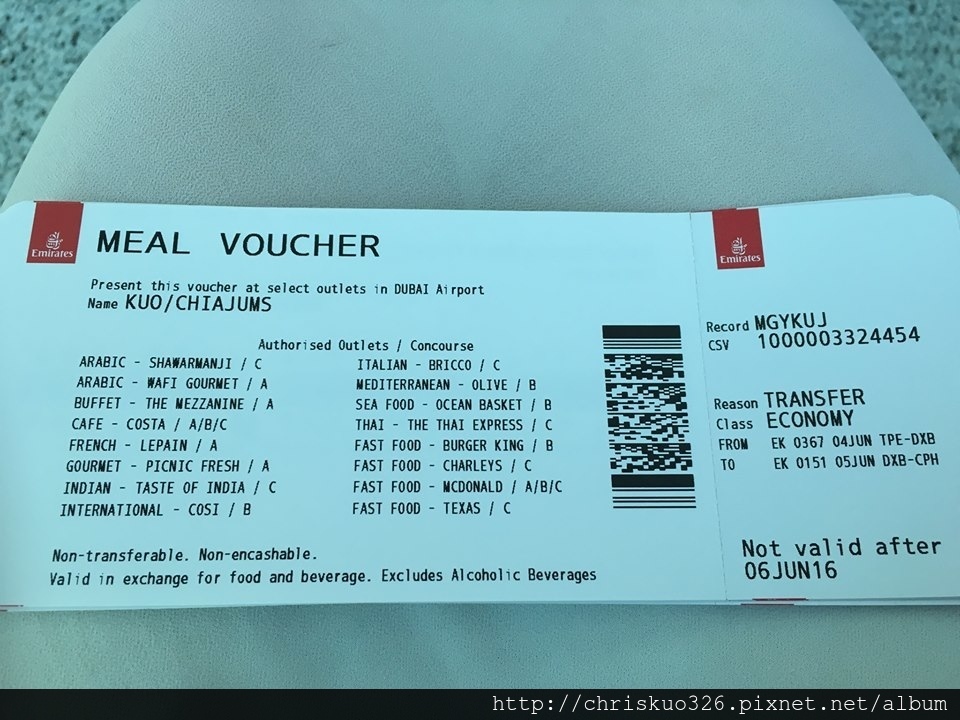 Emirates
MEAL VOUCHER
Present this voucher at select outlets in DUBAI Airport
Name KUO/CHIAJUMS
Authorised Outlets / Concourse
ARABIC - SHAWARMANJI / C
ARABIC - WAFI GOURMET / A
BUFFET - THE MEZZANINE / A
CAFE - COSTA / A/B/C
FRENCH - LEPAIN / A
GOURMET - PICNIC FRESH / A
INDIAN - TASTE OF INDIA / C
INTERNATIONAL - COSI / B
ITALIAN - BRICCO / C
MEDITERRANEAN - OLIVE / B
SEA FOOD - OCEAN BASKET / B
THAI - THE THAI EXPRESS / C
FAST FOOD - BURGER KING / B
FAST FOOD - CHARLEYS / C
FAST FOOD - MCDONALD / A/B/C
FAST FOOD - TEXAS / C
Non-transferable. Non-encashable.
Valid in exchange for food and beverage. Excludes Alcoholic Beverages
Emirates
Record MGYKUJ
CSV 1000003324454
Reason TRANSFER
Class ECONOMY
FROM EK 0367 04JUN TPE-DXB
TO EK 0151 05JUN DXB-CPH
Not valid after
06JUN16
http://chriskuo326.pixnet.net/album